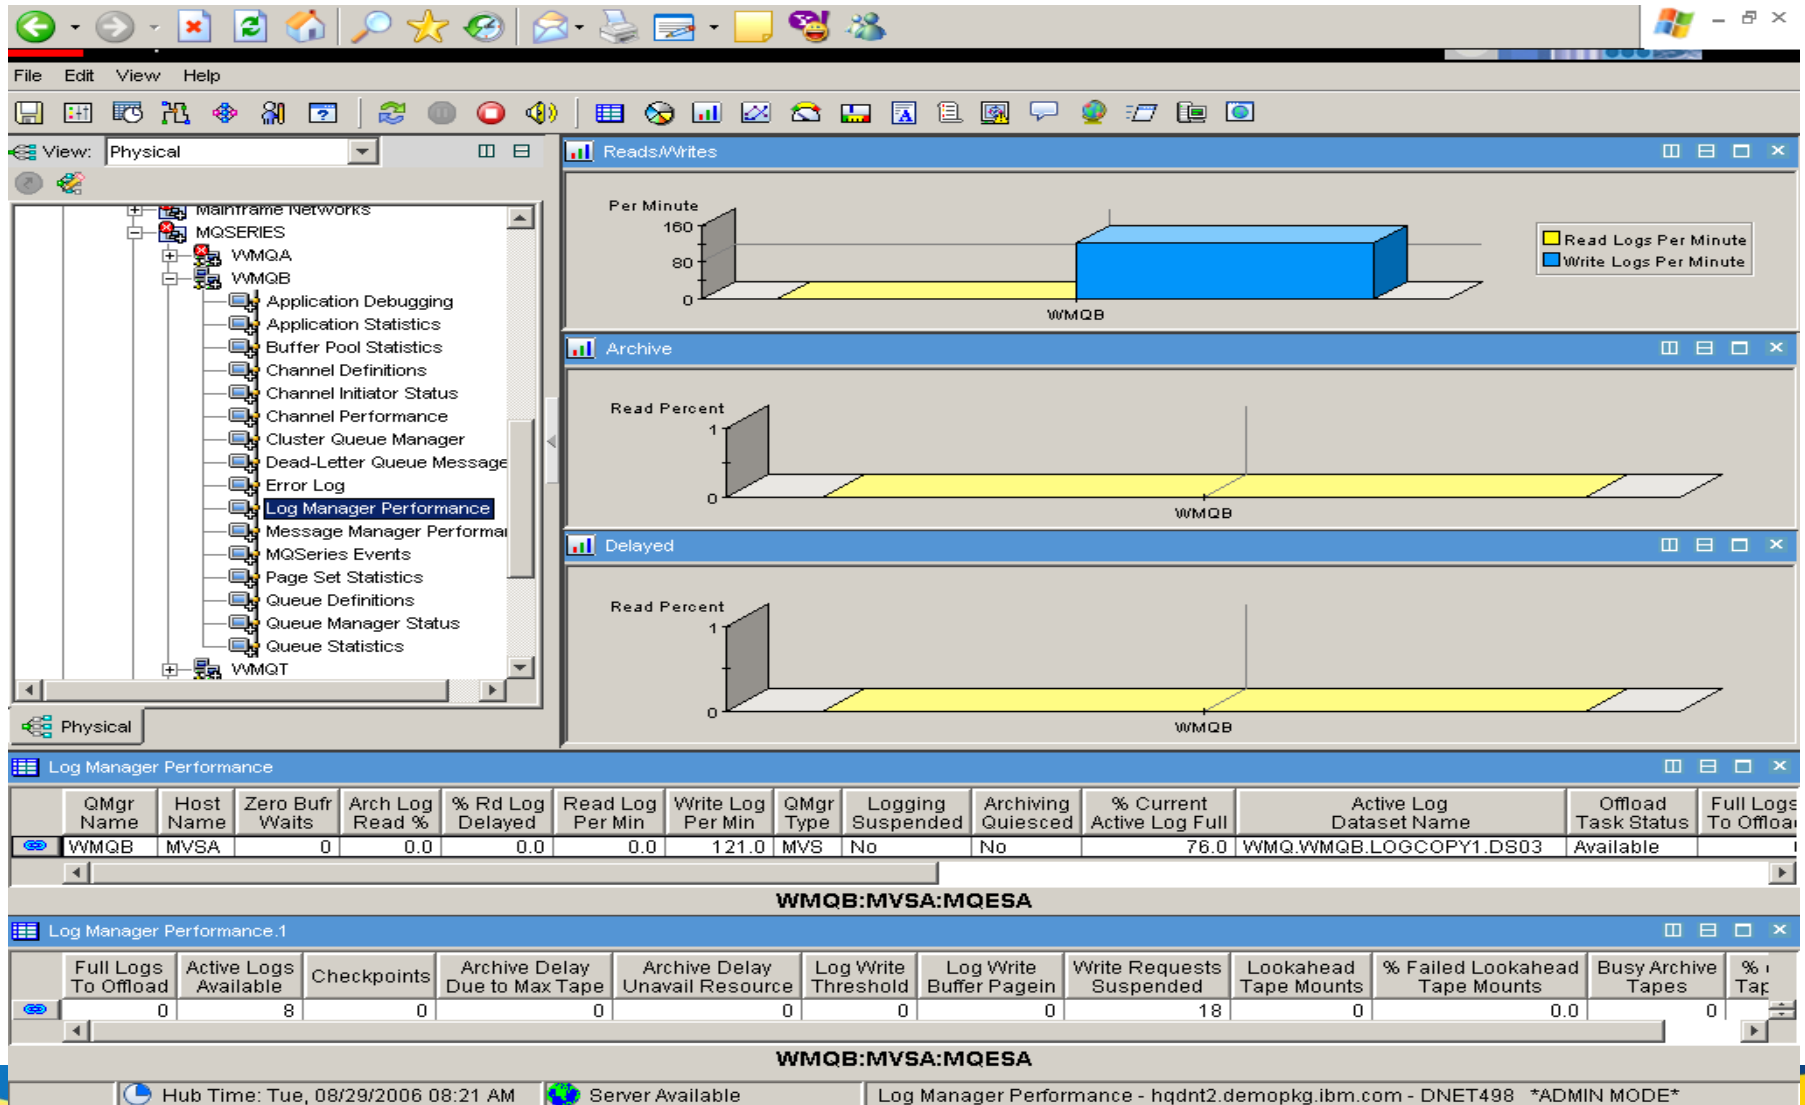 File Edit View Help
View: Physical
Mainframe Networks
MQSERIES
WMQA
WMQB
Application Debugging
Application Statistics
Buffer Pool Statistics
Channel Definitions
Channel Initiator Status
Channel Performance
Cluster Queue Manager
Dead-Letter Queue Message
Error Log
Log Manager Performance
Message Manager Performa
MQSeries Events
Page Set Statistics
Queue Definitions
Queue Manager Status
Queue Statistics
WMQT
Physical
Reads/Writes
Per Minute
160
80
0
WMQB
Read Logs Per Minute
Write Logs Per Minute
Archive
Read Percent
1
0
WMQB
Delayed
Read Percent
1
0
WMQB
Log Manager Performance
QMgr Name Host Name Zero Bufr Waits Arch Log Read % % Rd Log Delayed Read Log Per Min Write Log Per Min QMgr Type Logging Suspended Archiving Quiesced % Current Active Log Full Active Log Dataset Name Offload Task Status Full Logs To Offloa
WMQB MVSA 0 0.0 0.0 0.0 121.0 MVS No No 76.0 WMQ.WMQB.LOGCOPY1.DS03 Available
WMQB:MVSA:MQESA
Log Manager Performance.1
Full Logs To Offload Active Logs Available Checkpoints Archive Delay Due to Max Tape Archive Delay Unavail Resource Log Write Threshold Log Write Buffer Pagein Write Requests Suspended Lookahead Tape Mounts % Failed Lookahead Tape Mounts Busy Archive Tapes %
0 8 0 0 0 0 0 18 0 0.0 0
WMQB:MVSA:MQESA
Hub Time: Tue, 08/29/2006 08:21 AM Server Available Log Manager Performance - hqdnt2.demopkg.ibm.com - DNET498 *ADMIN MODE*